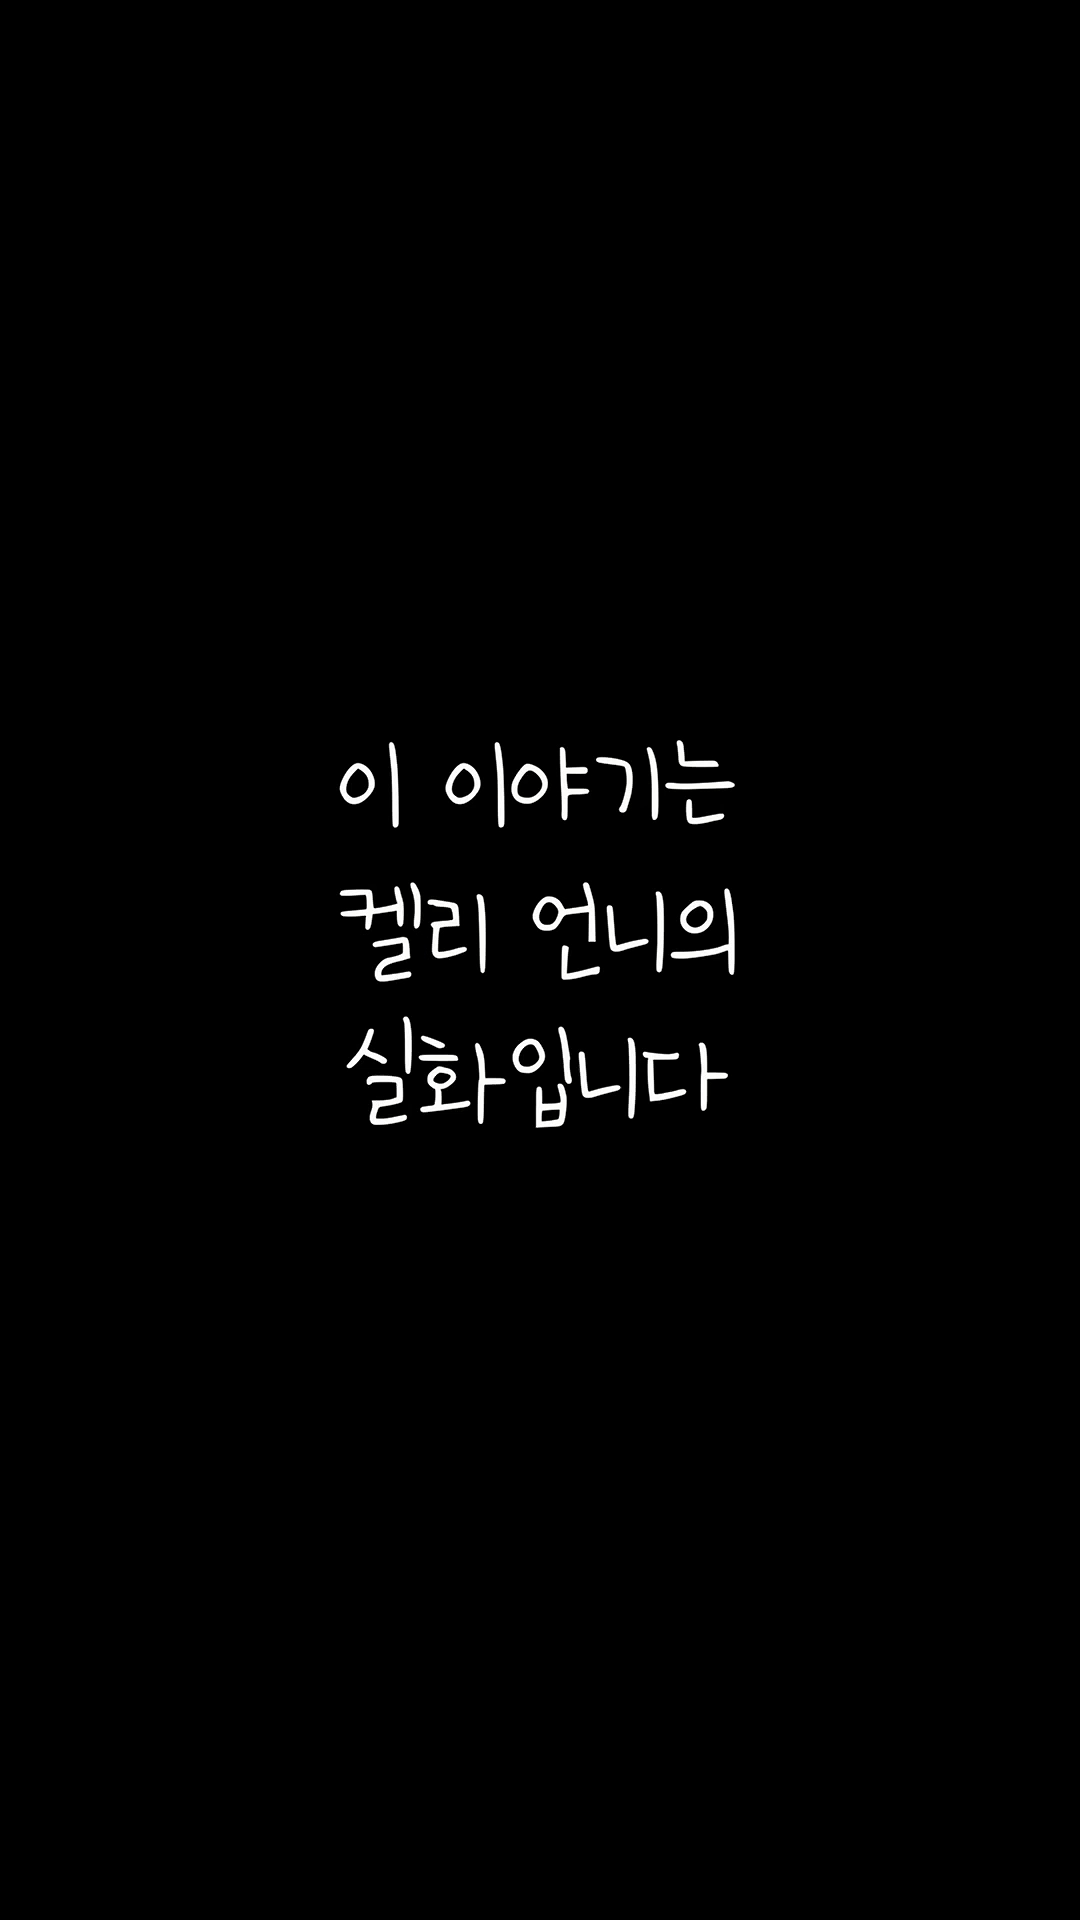 이 이야기는
켈리 언니의
실화입니다